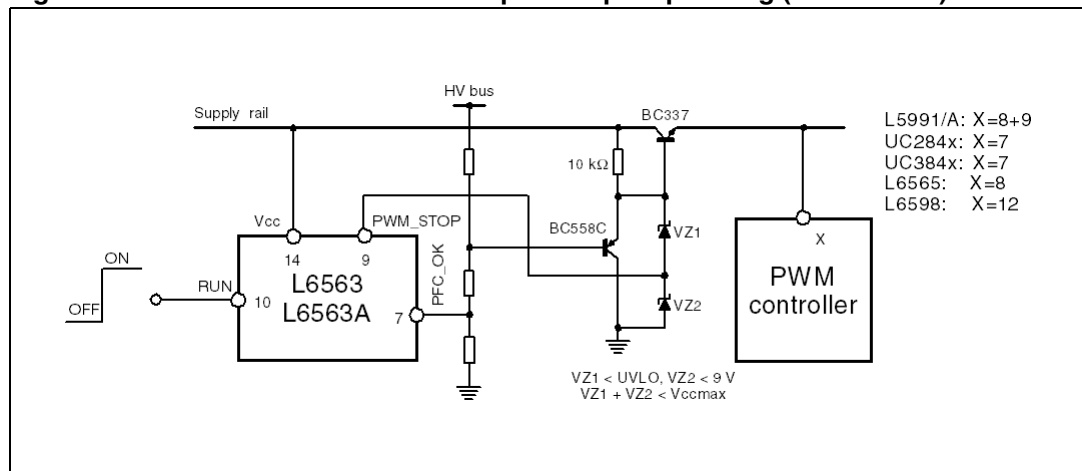 HV bus
Supply rail
BC337
L5991/A: X=8+9
UC284x: X=7
UC384x: X=7
L6565: X=8
L6598: X=12
10 kΩ
Vcc
PWM_STOP
BC558C
VZ1
14
9
X
ON
OFF
RUN
10
L6563
L6563A
7
PFC_OK
VZ2
PWM
controller
VZ1 < UVLO, VZ2 < 9 V
VZ1 + VZ2 < Vccmax